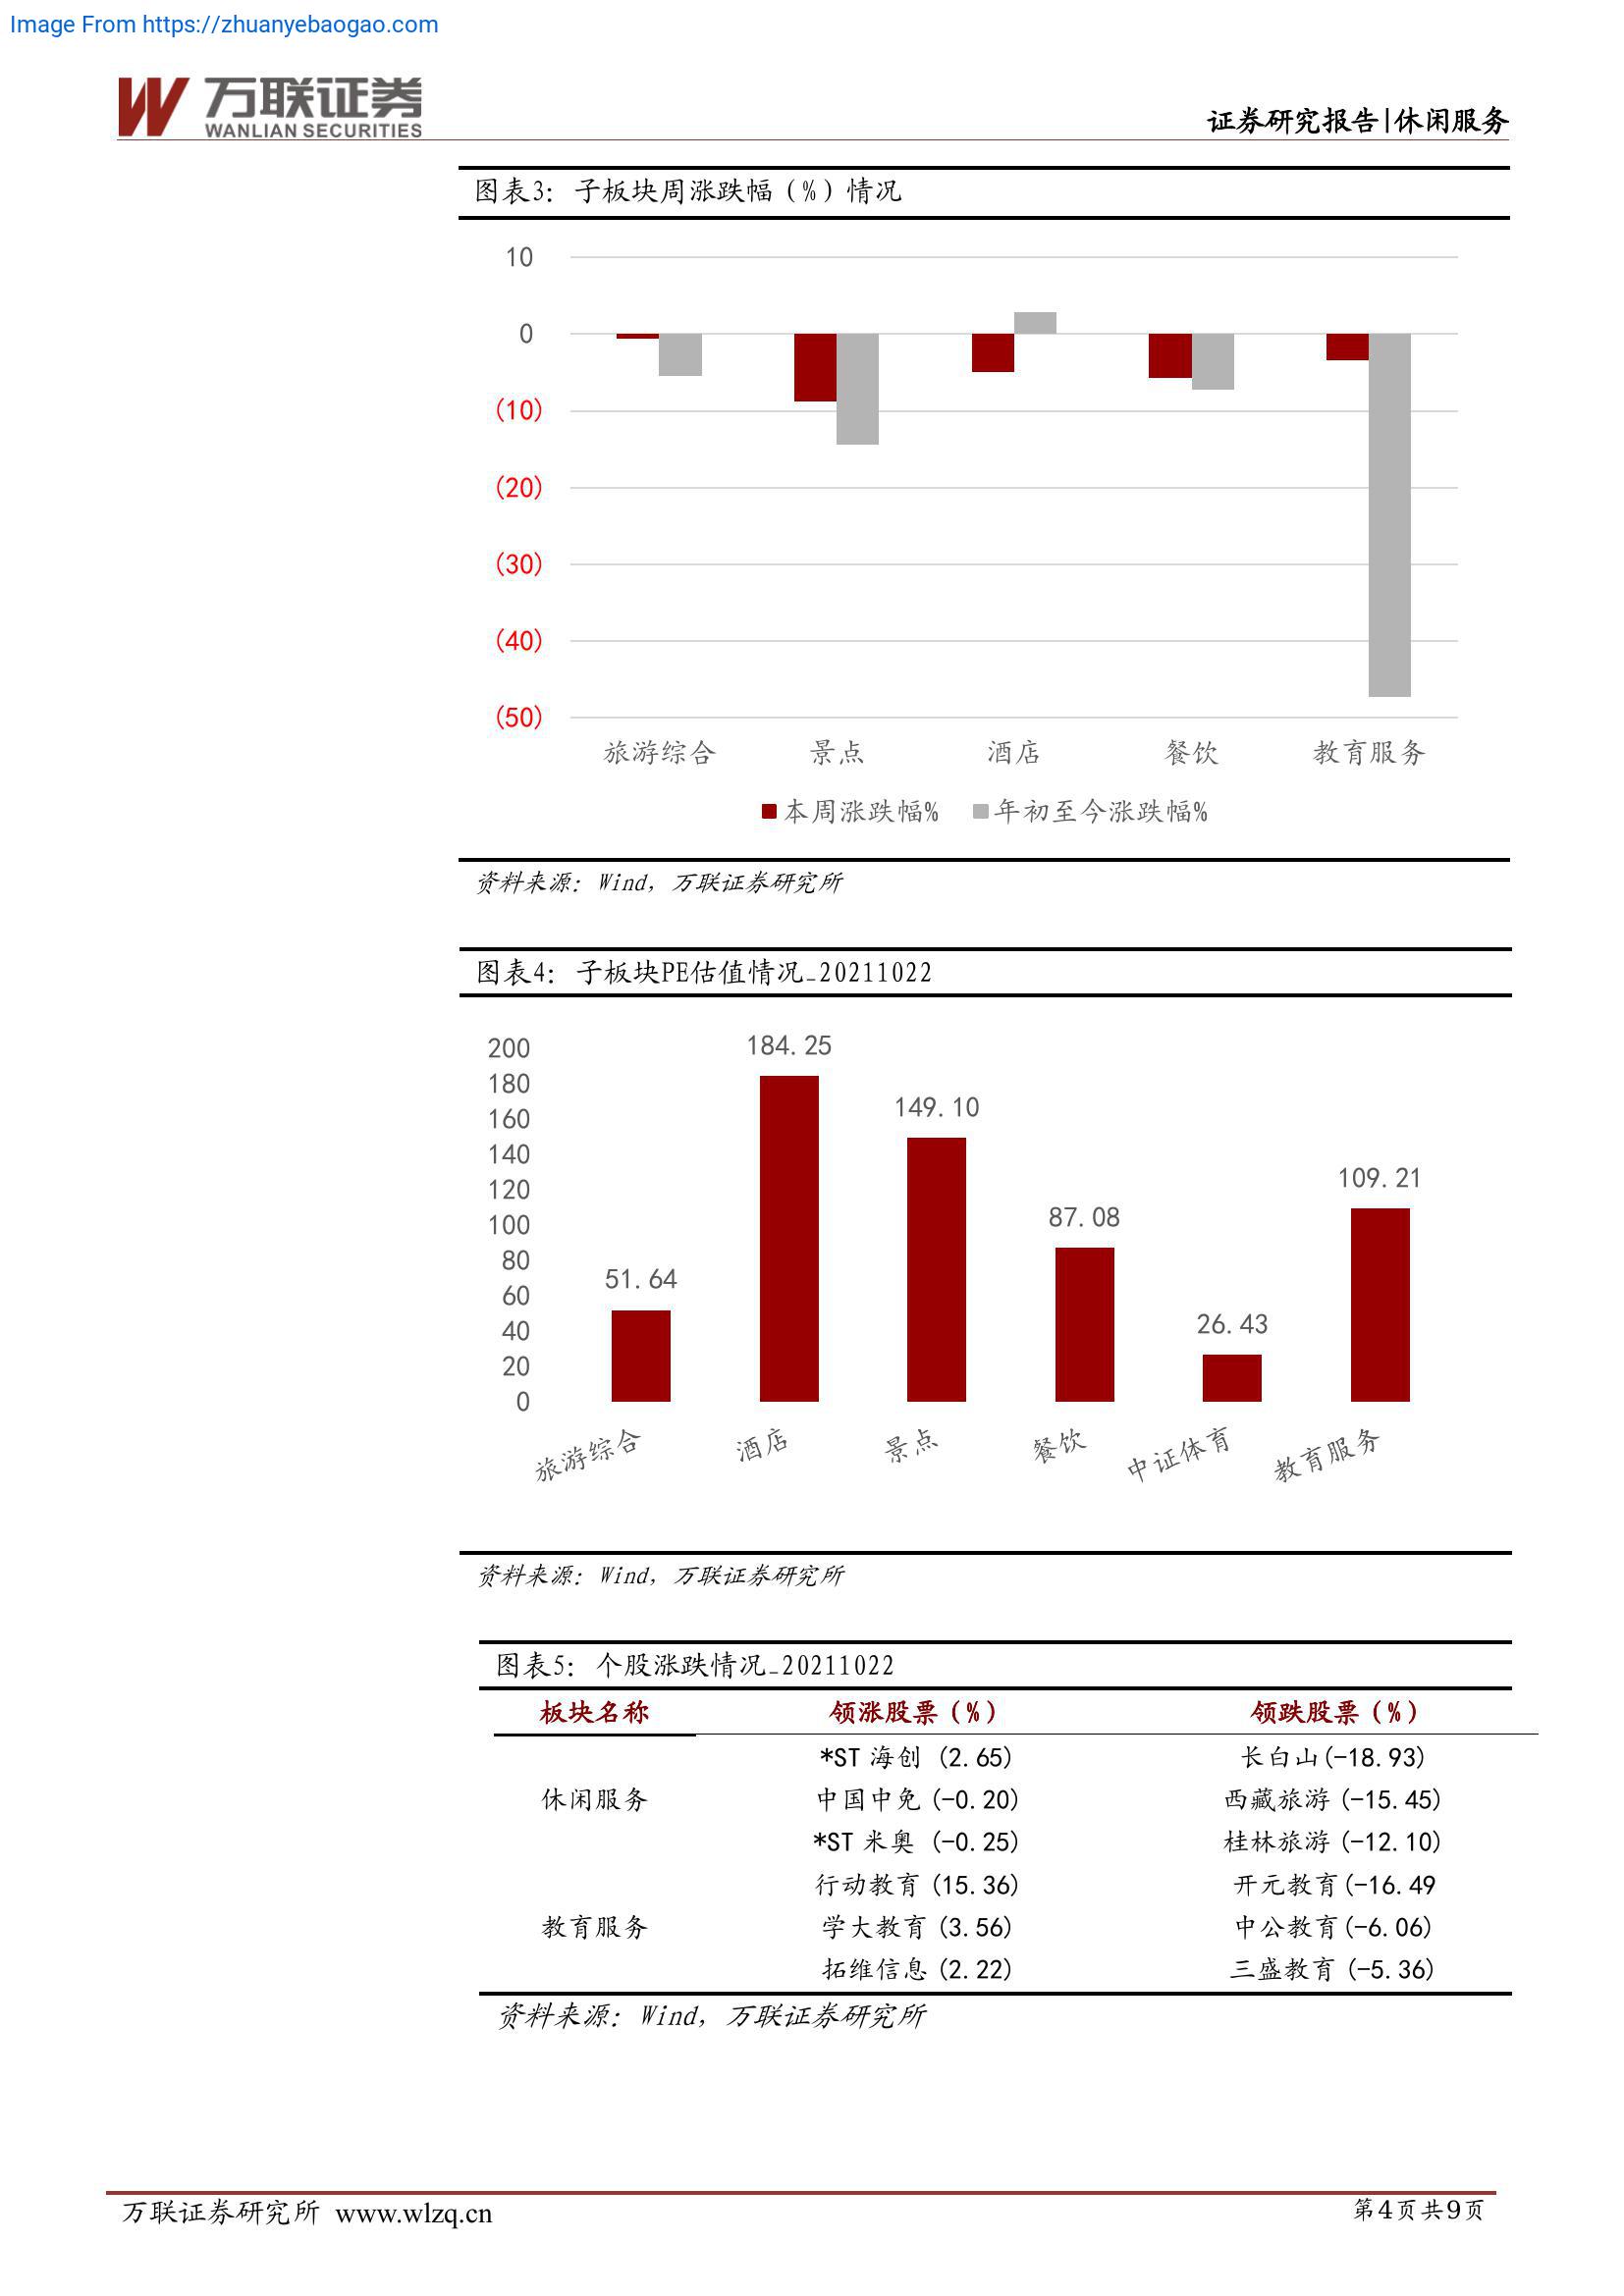 Image From https://zhuanyebaogao.com
万联证券
WANLIAN SECURITIES
证券研究报告|休闲服务
图表3：子板块周涨跌幅（%）情况
10
0
(10)
(20)
(30)
(40)
(50)
旅游综合 景点 酒店 餐饮 教育服务
本周涨跌幅% 年初至今涨跌幅%
资料来源：Wind，万联证券研究所
图表4：子板块PE估值情况_20211022
200
180
160
140
120
100
80
60
40
20
0
51.64 184.25 149.10 87.08 26.43 109.21
旅游综合 酒店 景点 餐饮 中证体育 教育服务
资料来源：Wind，万联证券研究所
图表5：个股涨跌情况_20211022
板块名称 领涨股票（%） 领跌股票（%）
*ST 海创 (2.65) 长白山(-18.93)
休闲服务 中国中免(-0.20) 西藏旅游(-15.45)
*ST 米奥 (-0.25) 桂林旅游(-12.10)
行动教育(15.36) 开元教育(-16.49
教育服务 学大教育(3.56) 中公教育(-6.06)
拓维信息(2.22) 三盛教育(-5.36)
资料来源：Wind，万联证券研究所
万联证券研究所 www.wlzq.cn 第4页共9页